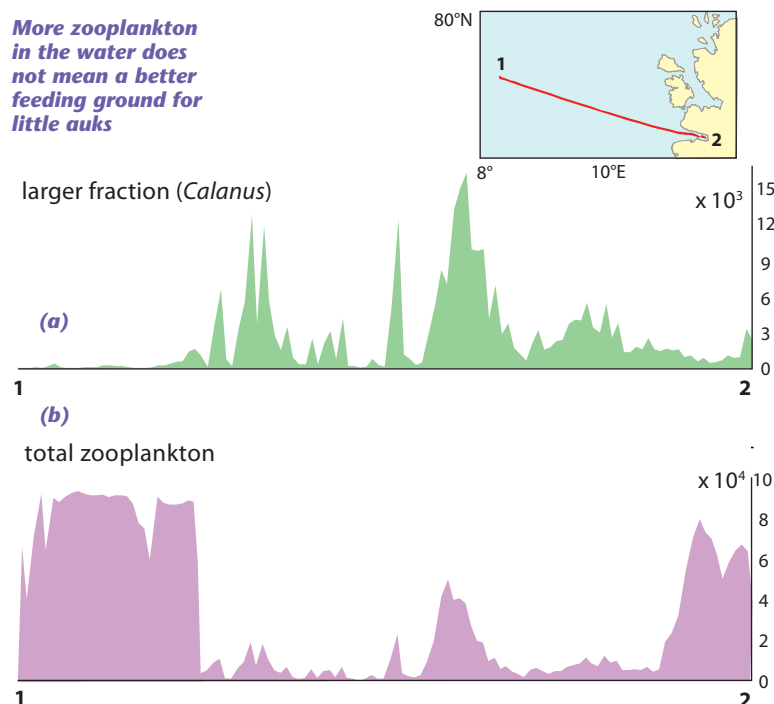 More zooplankton
in the water does
not mean a better
feeding ground for
little auks
80°N
1
2
8°
10°E
larger fraction (Calanus)
x 10³
15
12
9
6
3
0
(a)
1
2
(b)
total zooplankton
x 10⁴
10
8
6
4
2
0
1
2